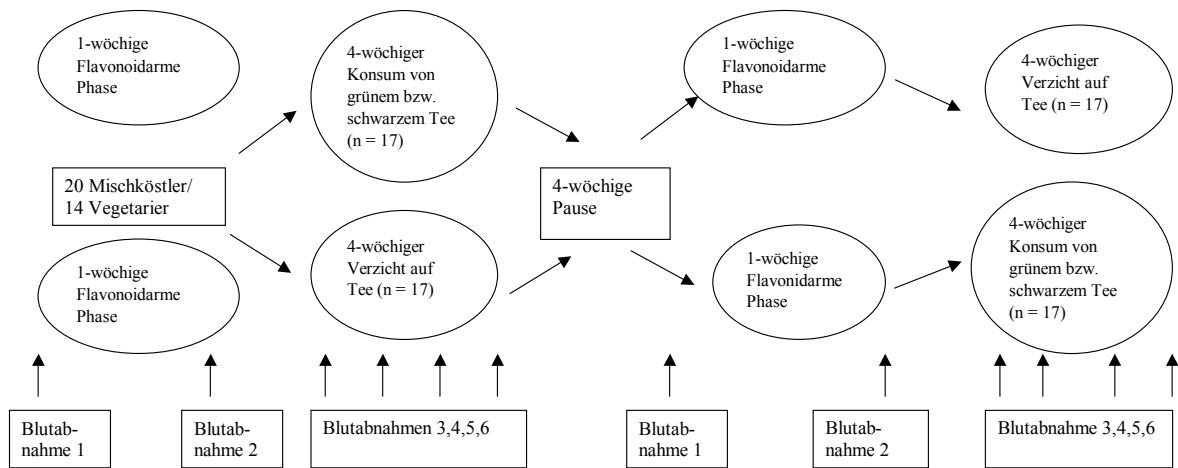 1-wöchige
Flavonoidarme
Phase
4-wöchiger
Konsum von
grünem bzw.
schwarzem Tee
(n = 17)
1-wöchige
Flavonoidarme
Phase
4-wöchiger
Verzicht auf
Tee (n = 17)
20 Mischköstler/
14 Vegetarier
4-wöchige
Pause
1-wöchige
Flavonoidarme
Phase
4-wöchiger
Verzicht auf
Tee (n = 17)
1-wöchige
Flavonidarme
Phase
4-wöchiger
Konsum von
grünem bzw.
schwarzem Tee
(n = 17)
Blutab-
nahme 1
Blutab-
nahme 2
Blutabnahmen 3,4,5,6
Blutab-
nahme 1
Blutab-
nahme 2
Blutabnahme 3,4,5,6